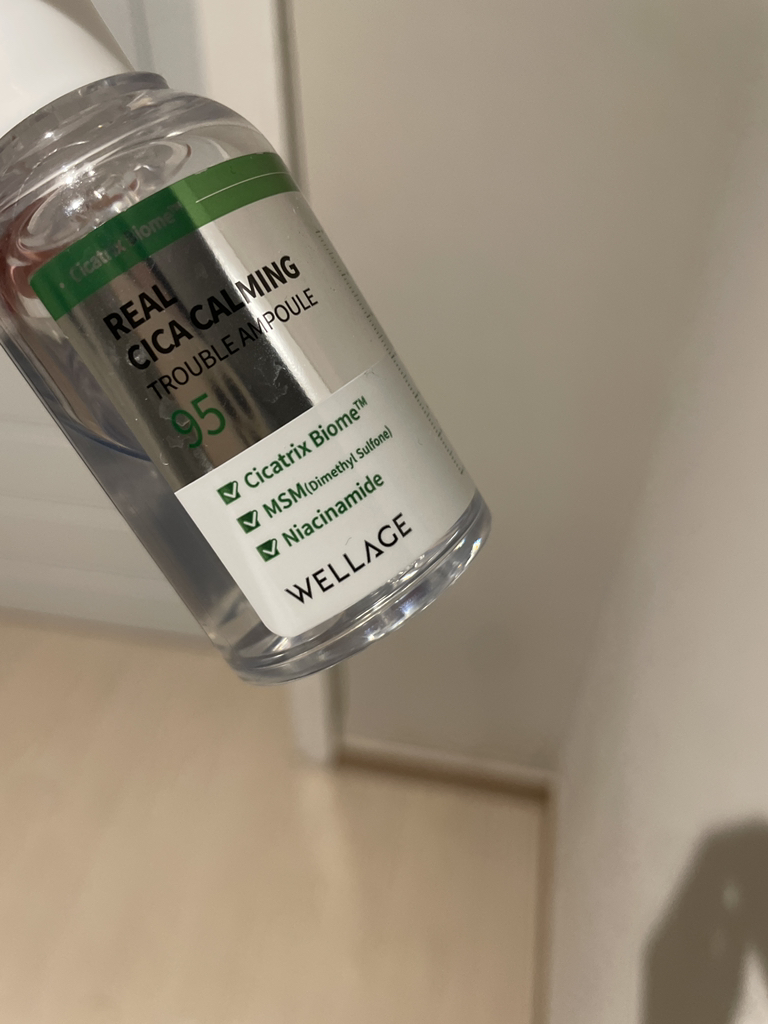 Cicatrix Biome™
REAL
CICA CALMING
TROUBLE AMPOULE
95
Cicatrix Biome™
MSM(Dimethyl Sulfone)
Niacinamide
WELLAGE